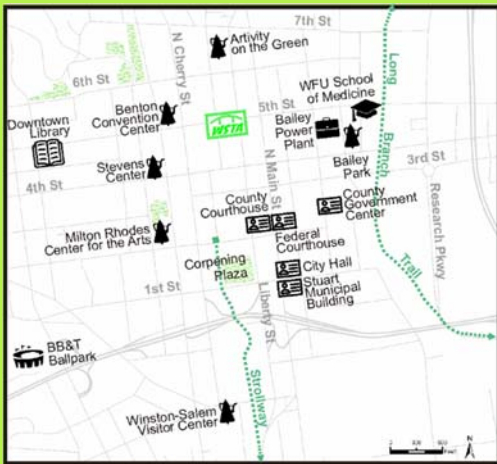 7th St
Artivity
on the Green
N Cherry St
6th St
Long
WFU School
of Medicine
Benton
Convention
Center
WSTA
5th St
Bailey
Power
Plant
Downtown
Library
Branch
Bailey
Park
3rd St
Stevens
Center
4th St
N Main St
County
Courthouse
County
Government
Center
Research Pkwy
Milton Rhodes
Center for the Arts
Federal
Courthouse
Corpening
Plaza
City Hall
Trail
1st St
Stuart
Municipal
Building
Liberty St
BB&T
Ballpark
Strollway
Winston-Salem
Visitor Center
N